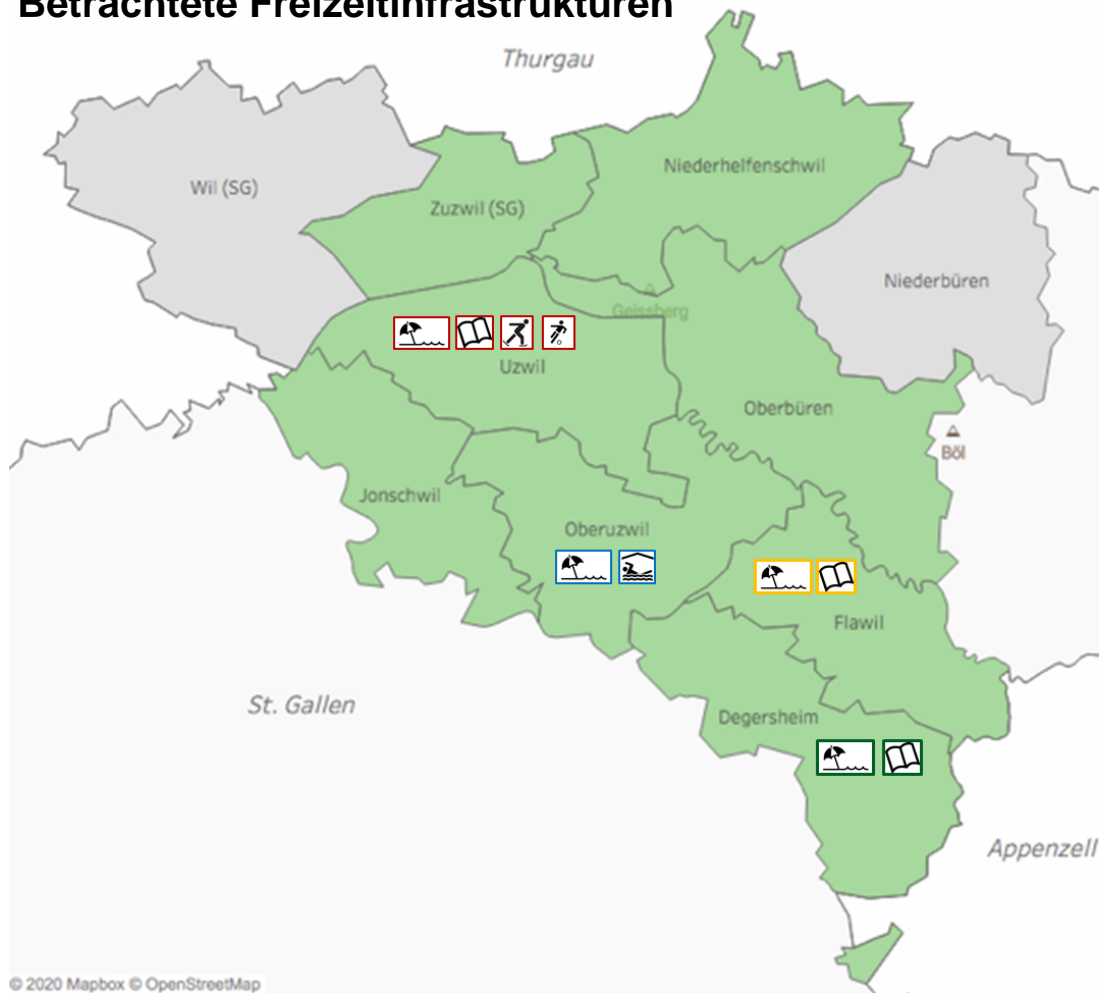 Betrachtete Freizeitinfrastrukturen
Thurgau
Niederhelfenschwil
Wil (SG)
Zuzwil (SG)
Niederbüren
Geissberg
Uzwil
Oberbüren
Böl
Jonschwil
Oberuzwil
Flawil
St. Gallen
Degersheim
Appenzell
© 2020 Mapbox © OpenStreetMap